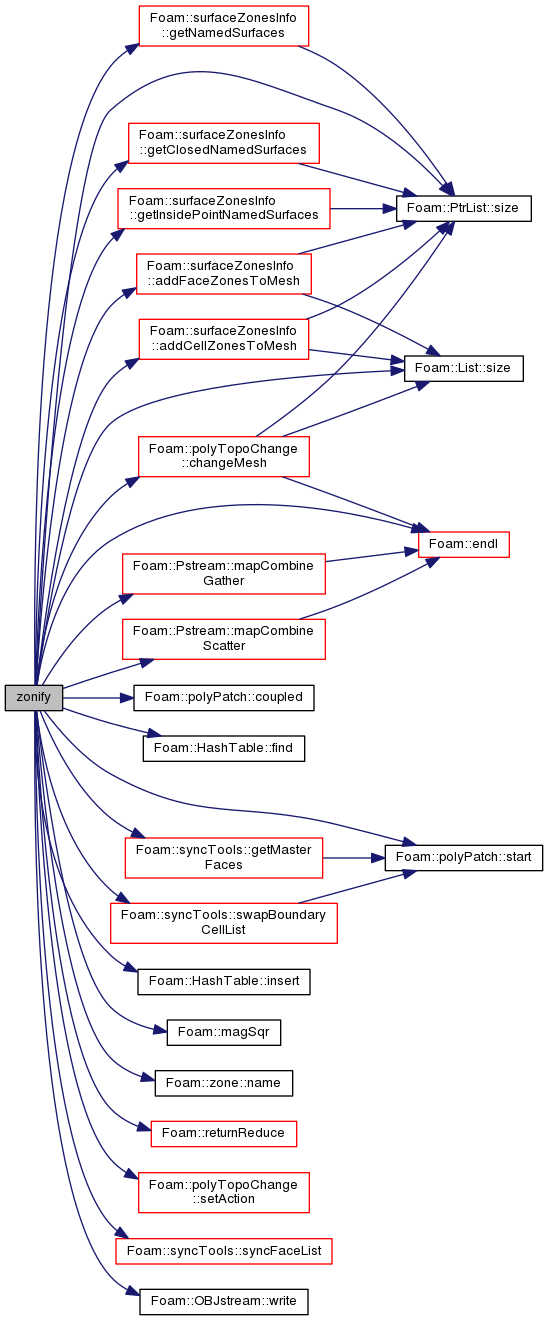 Foam::surfaceZonesInfo
::getNamedSurfaces
Foam::surfaceZonesInfo
::getClosedNamedSurfaces
Foam::surfaceZonesInfo
::getInsidePointNamedSurfaces
Foam::PtrList::size
Foam::surfaceZonesInfo
::addFaceZonesToMesh
Foam::surfaceZonesInfo
::addCellZonesToMesh
Foam::List::size
Foam::polyTopoChange
::changeMesh
Foam::endl
Foam::Pstream::mapCombine
Gather
Foam::Pstream::mapCombine
Scatter
zonify
Foam::polyPatch::coupled
Foam::HashTable::find
Foam::syncTools::getMaster
Faces
Foam::polyPatch::start
Foam::syncTools::swapBoundary
CellList
Foam::HashTable::insert
Foam::magSqr
Foam::zone::name
Foam::returnReduce
Foam::polyTopoChange
::setAction
Foam::syncTools::syncFaceList
Foam::OBJstream::write